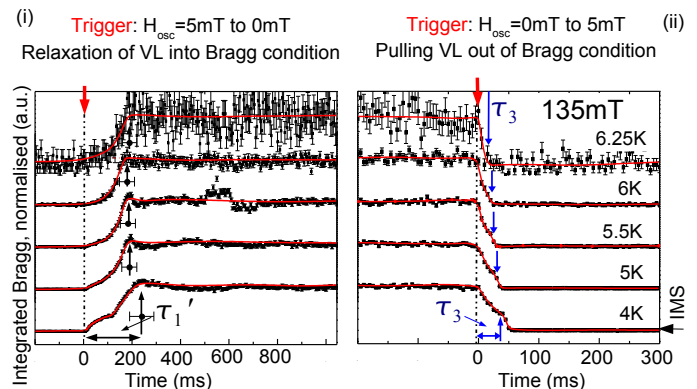 (i)
Trigger: Hosc=5mT to 0mT
Relaxation of VL into Bragg condition
Trigger: Hosc=0mT to 5mT
(ii)
Pulling VL out of Bragg condition
Integrated Bragg, normalised (a.u.)
τ1′
0 200 400 600 800 1000
Time (ms)
τ3
135mT
6.25K
6K
5.5K
5K
τ3
4K
IMS
0 100 200 300
Time (ms)